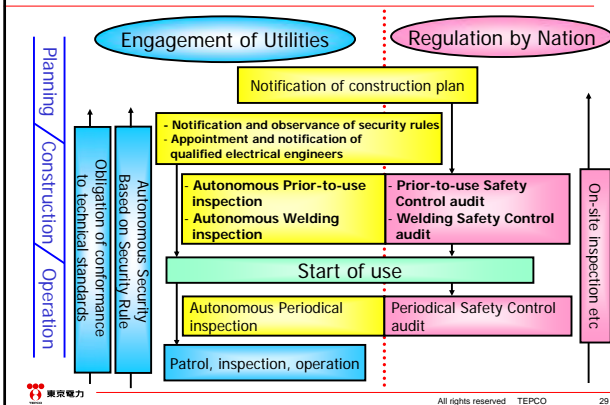 Engagement of Utilities
Regulation by Nation
Planning
Construction
Operation
Notification of construction plan
- Notification and observance of security rules
- Appointment and notification of
qualified electrical engineers
Obligation of conformance
to technical standards
Autonomous Security
Based on Security Rule
- Autonomous Prior-to-use
inspection
- Autonomous Welding
inspection
- Prior-to-use Safety
Control audit
- Welding Safety Control
audit
On-site inspection etc
Start of use
Autonomous Periodical
inspection
Periodical Safety Control
audit
Patrol, inspection, operation
TEPCO
東京電力
All rights reserved TEPCO
29